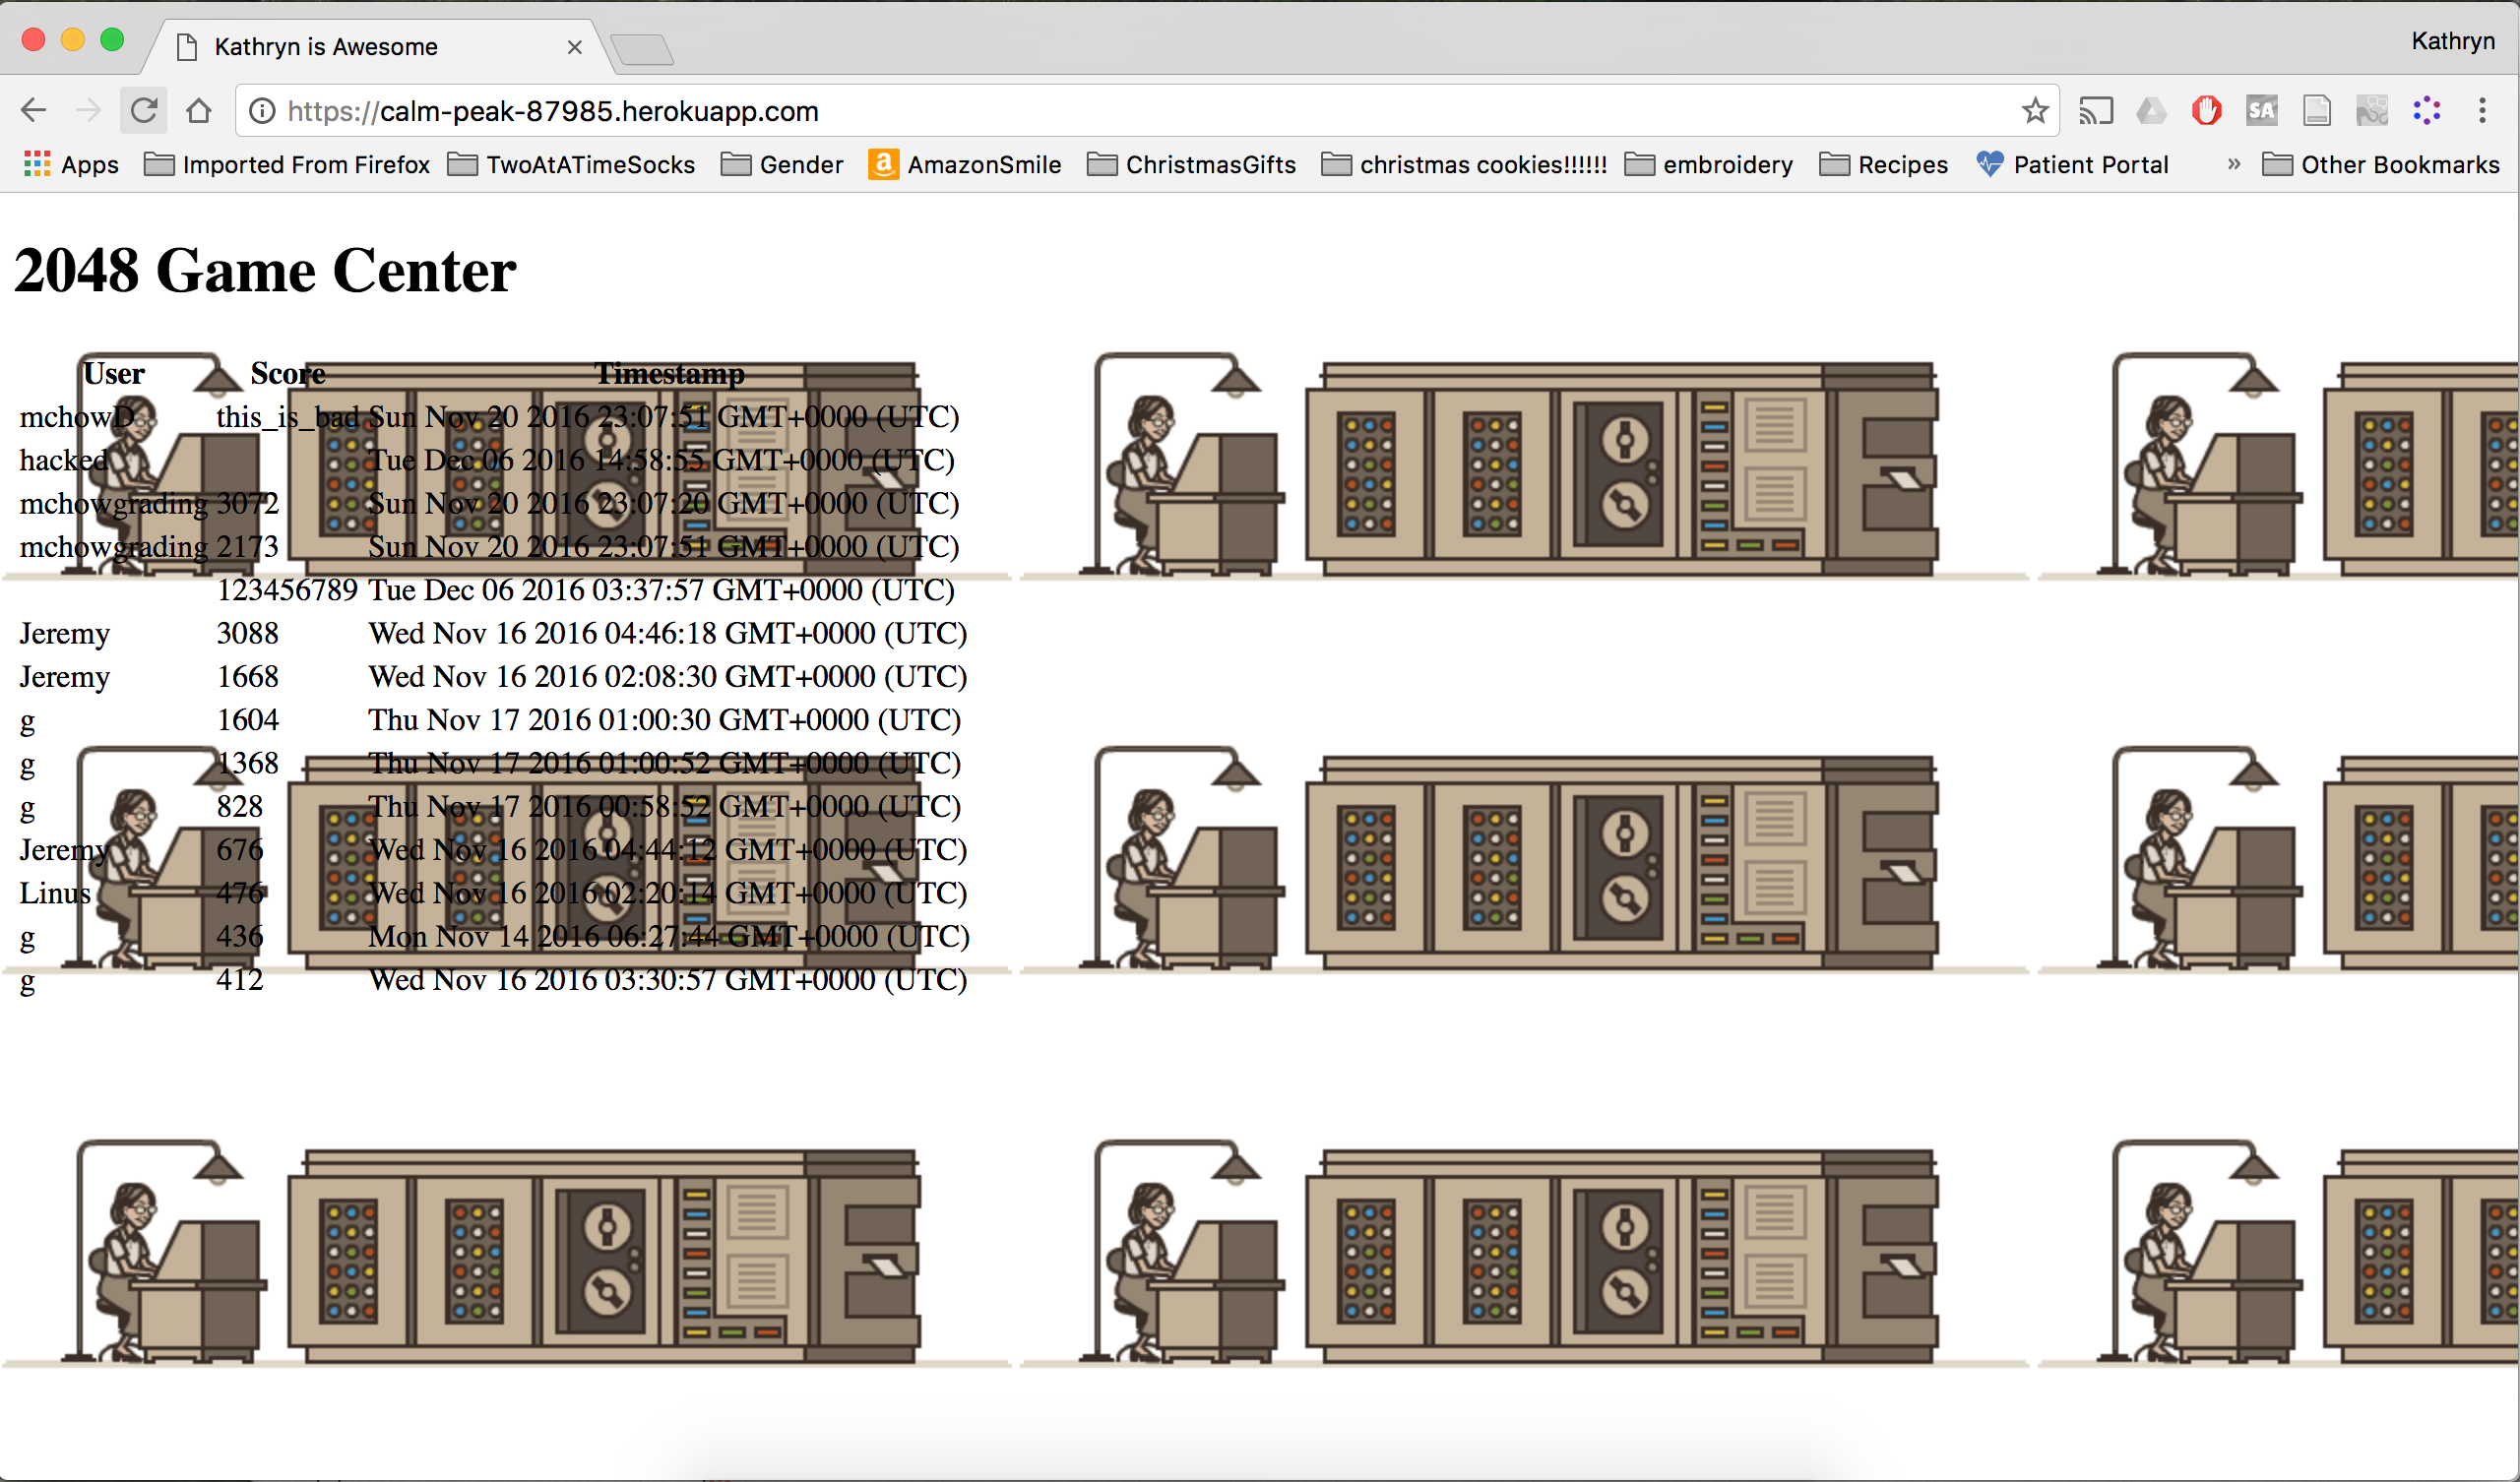 Kathryn is Awesome
Kathryn
https://calm-peak-87985.herokuapp.com
SA
Apps Imported From Firefox TwoAtATimeSocks Gender a AmazonSmile ChristmasGifts christmas cookies!!!!!! embroidery Recipes Patient Portal » Other Bookmarks
2048 Game Center
User Score Timestamp
mchowD this_is_bad Sun Nov 20 2016 23:07:51 GMT+0000 (UTC)
hacked Tue Dec 06 2016 14:58:55 GMT+0000 (UTC)
mchowgrading 3072 Sun Nov 20 2016 23:07:20 GMT+0000 (UTC)
mchowgrading 2173 Sun Nov 20 2016 23:07:51 GMT+0000 (UTC)
123456789 Tue Dec 06 2016 03:37:57 GMT+0000 (UTC)
Jeremy 3088 Wed Nov 16 2016 04:46:18 GMT+0000 (UTC)
Jeremy 1668 Wed Nov 16 2016 02:08:30 GMT+0000 (UTC)
g 1604 Thu Nov 17 2016 01:00:30 GMT+0000 (UTC)
g 1368 Thu Nov 17 2016 01:00:52 GMT+0000 (UTC)
g 828 Thu Nov 17 2016 00:58:52 GMT+0000 (UTC)
Jeremy 676 Wed Nov 16 2016 04:44:12 GMT+0000 (UTC)
Linus 476 Wed Nov 16 2016 02:20:14 GMT+0000 (UTC)
g 436 Mon Nov 14 2016 06:27:44 GMT+0000 (UTC)
g 412 Wed Nov 16 2016 03:30:57 GMT+0000 (UTC)